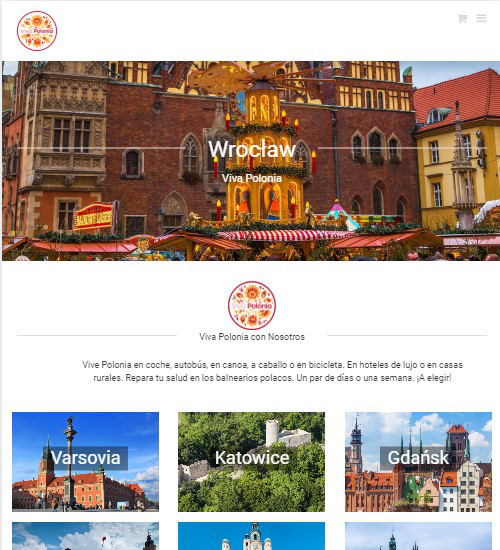 Viva Polonia
Wrocław
Viva Polonia
Viva Polonia
Viva Polonia con Nosotros
Vive Polonia en coche, autobús, en canoa, a caballo o en bicicleta. En hoteles de lujo o en casas
rurales. Repara tu salud en los balnearios polacos. Un par de días o una semana. ¡A elegir!
Varsovia
Katowice
Gdańsk